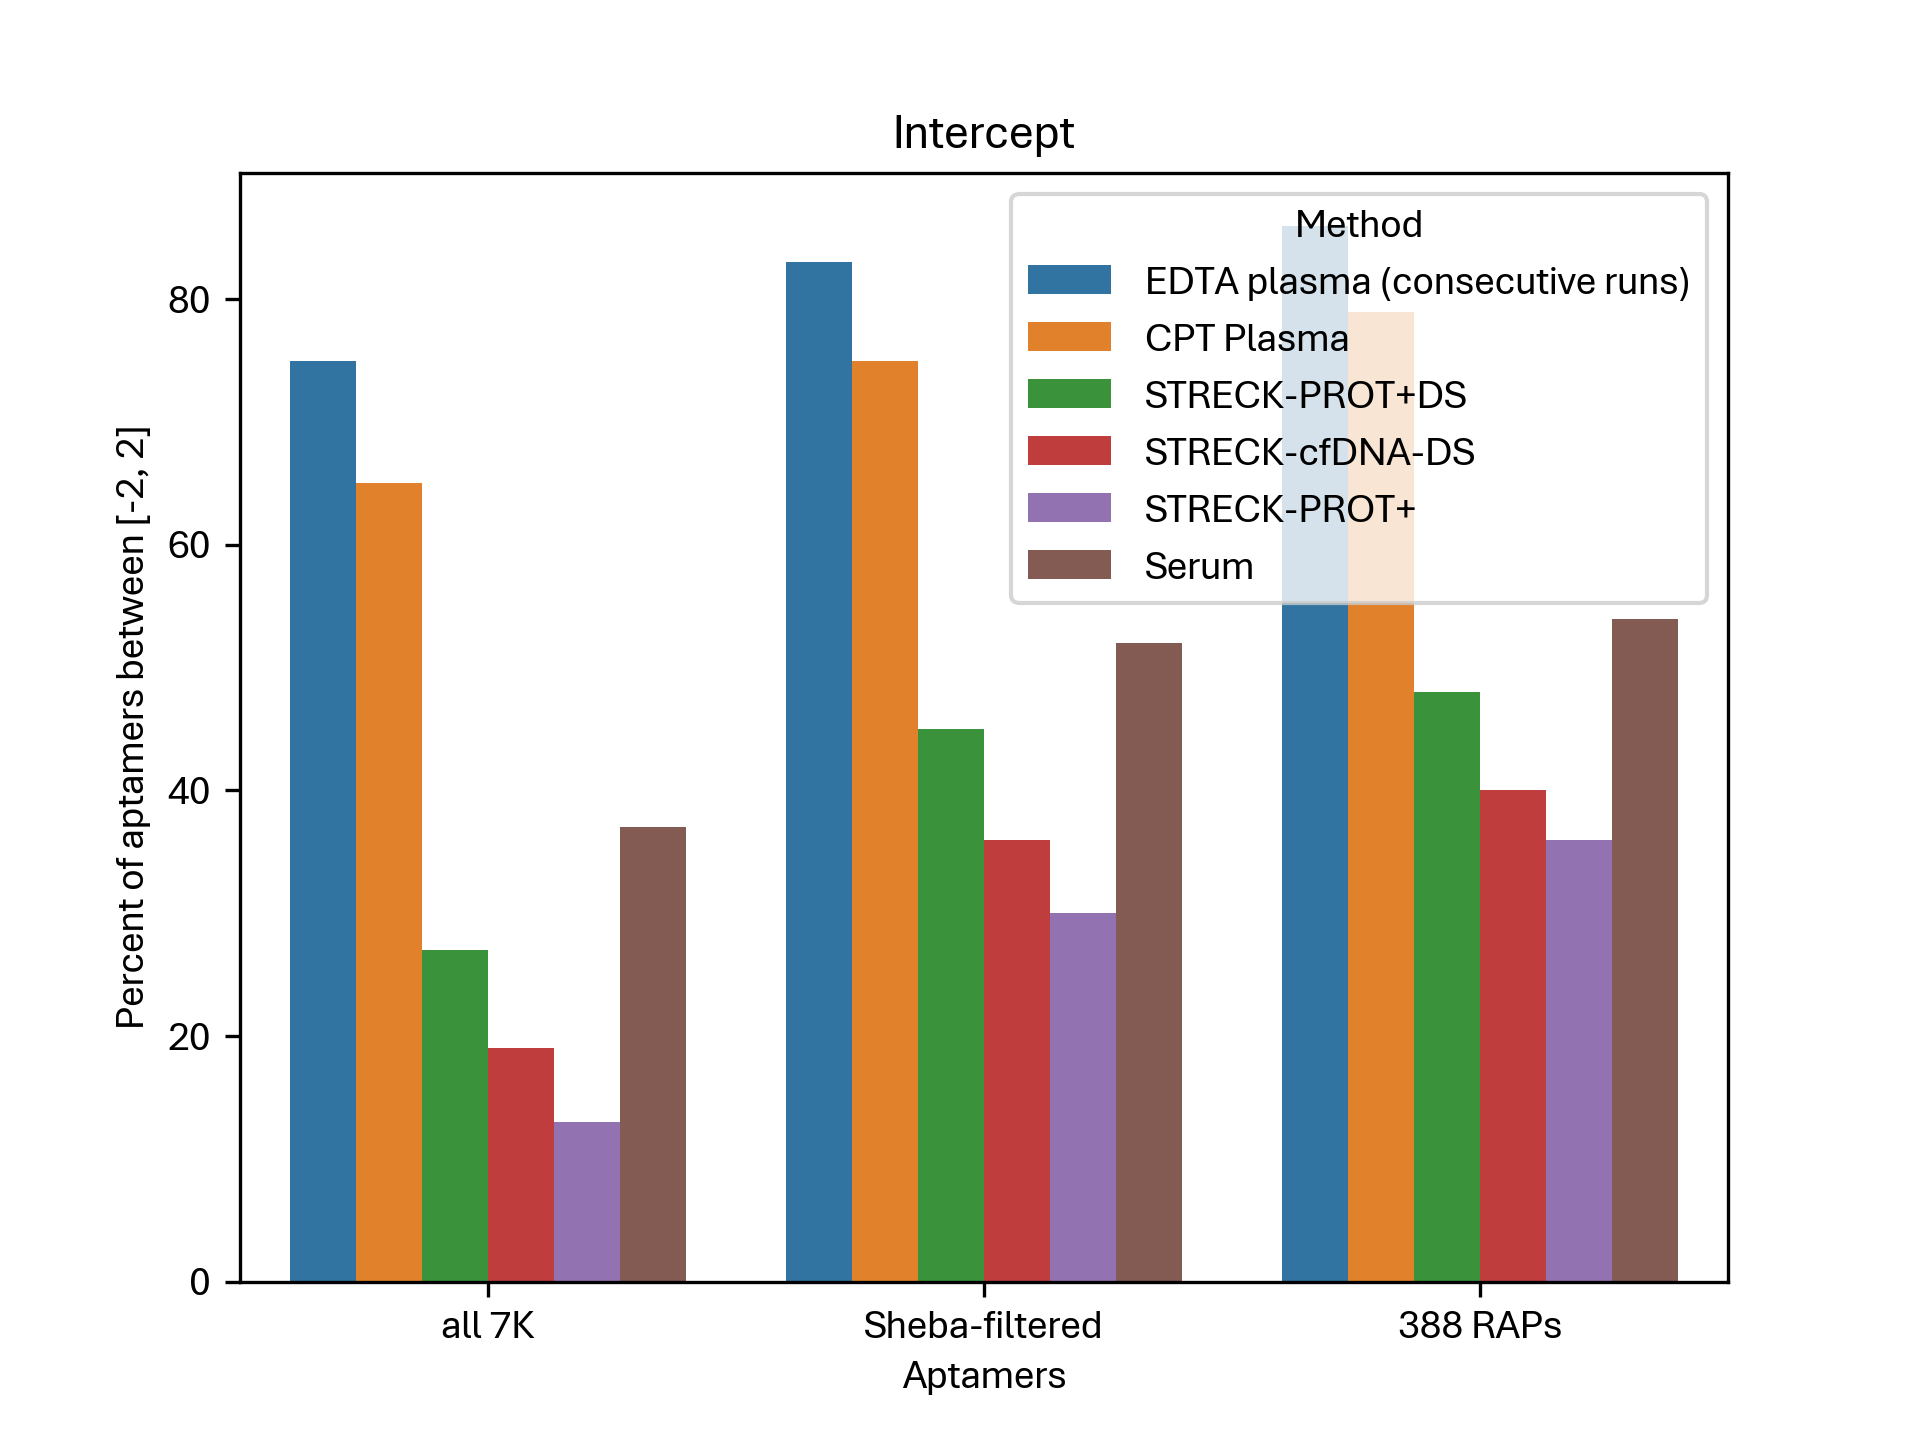 Intercept
Method
EDTA plasma (consecutive runs)
CPT Plasma
STRECK-PROT+DS
STRECK-cfDNA-DS
STRECK-PROT+
Serum
Percent of aptamers between [-2, 2]
80
60
40
20
0
all 7K
Sheba-filtered
388 RAPs
Aptamers